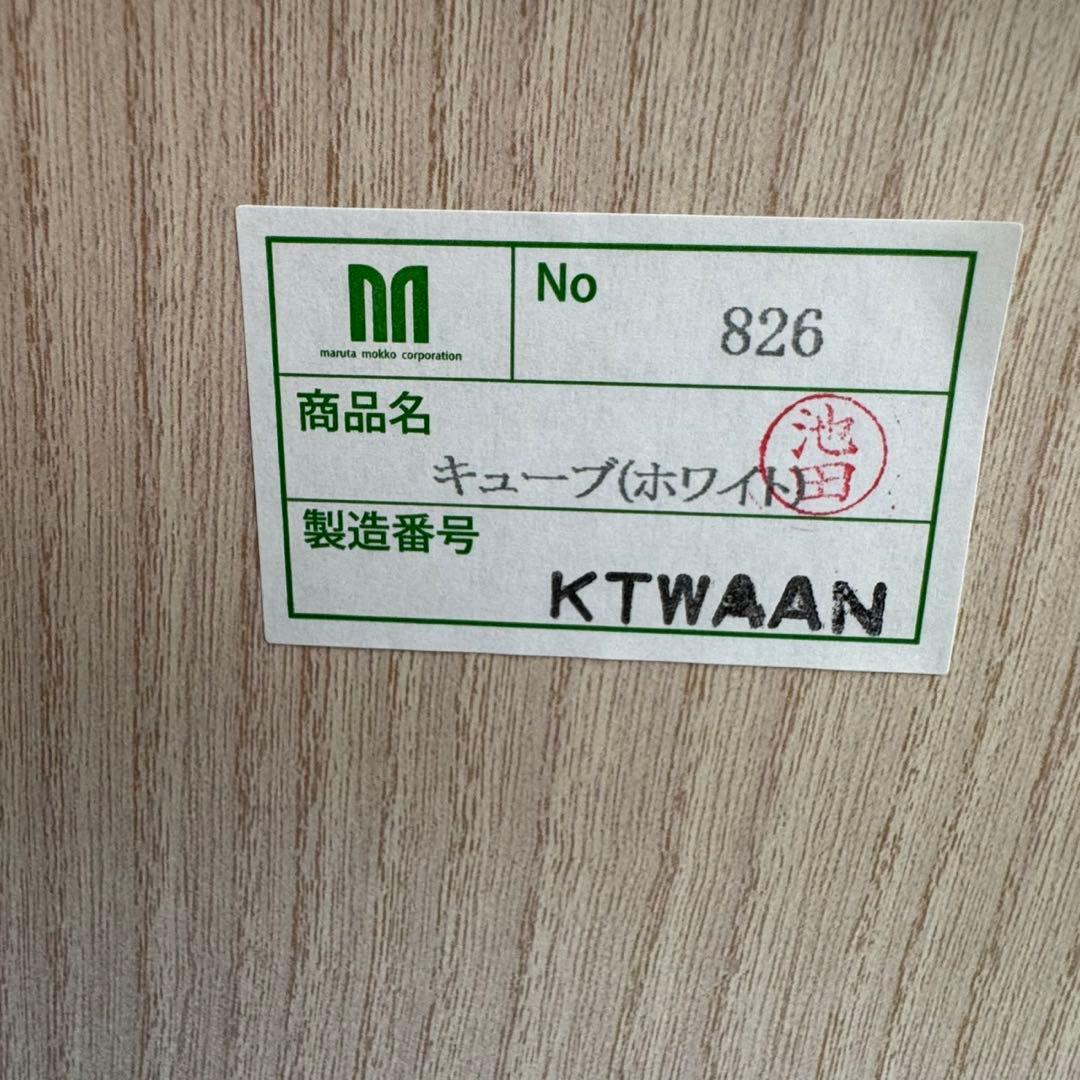 maruta mokko corporation
No
826
商品名
キューブ(ホワイト)
池田
製造番号
KTWAAN